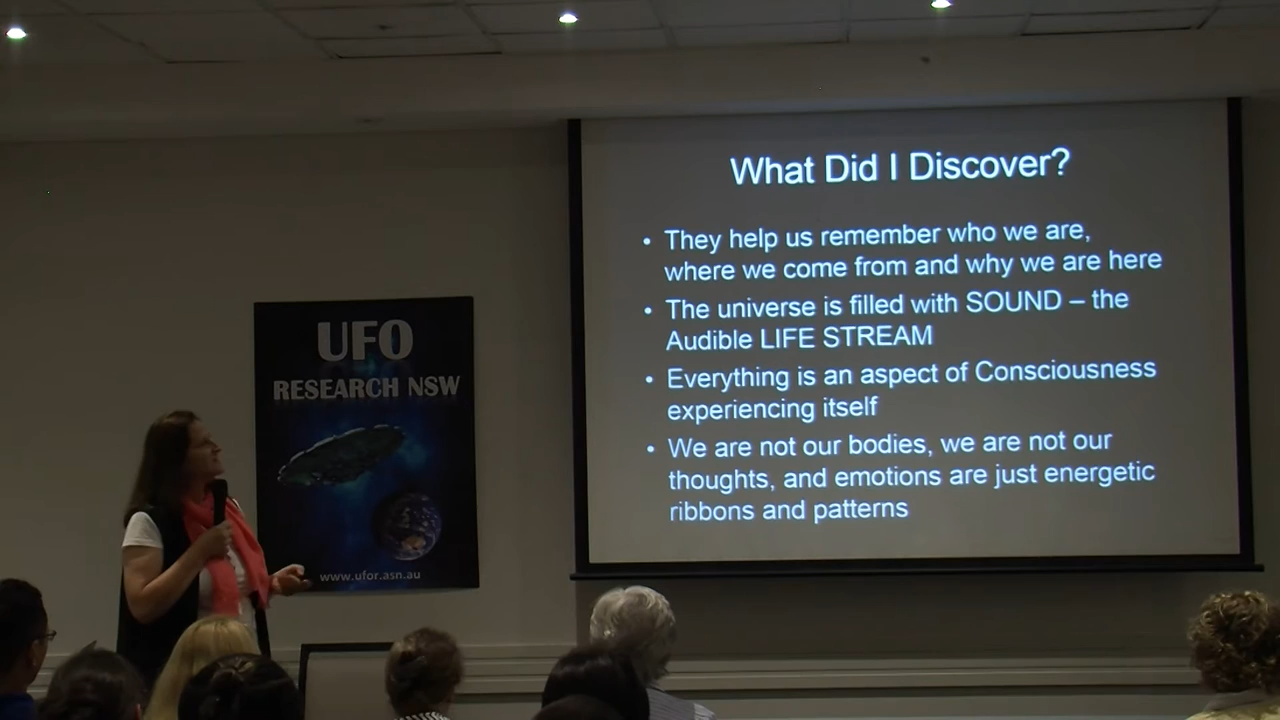 What Did I Discover?
• They help us remember who we are,
where we come from and why we are here
• The universe is filled with SOUND – the
Audible LIFE STREAM
• Everything is an aspect of Consciousness
experiencing itself
• We are not our bodies, we are not our
thoughts, and emotions are just energetic
ribbons and patterns
UFO
RESEARCH NSW
www.ufor.asn.au